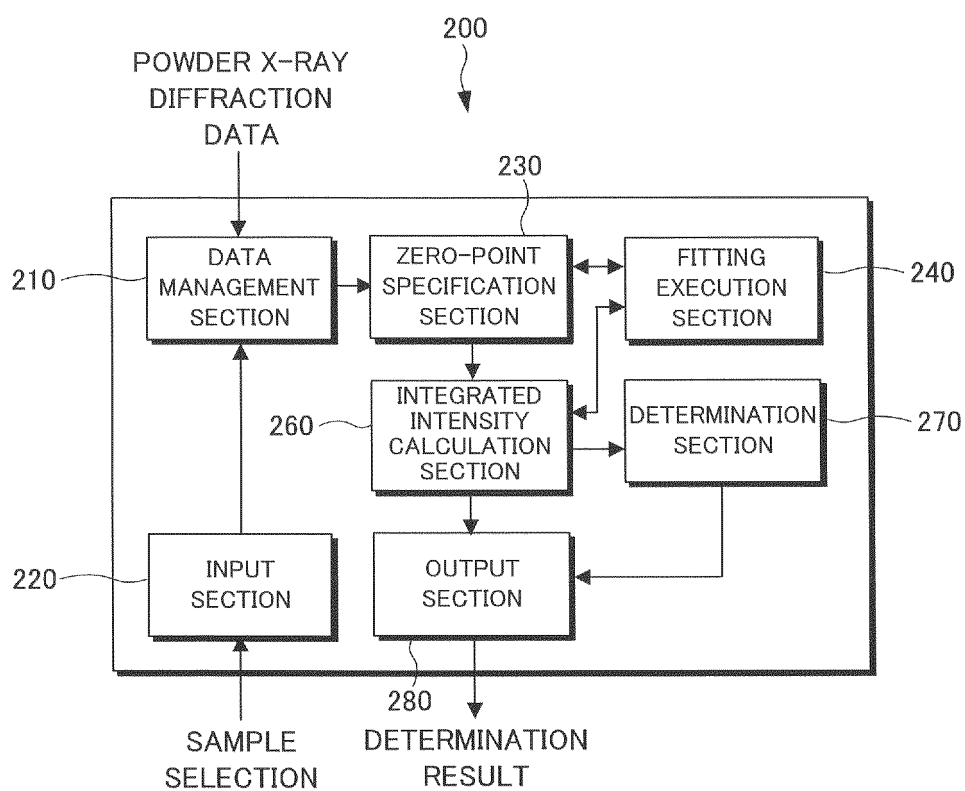 200
POWDER X-RAY
DIFFRACTION
DATA
230
DATA
MANAGEMENT
SECTION
210
ZERO-POINT
SPECIFICATION
SECTION
FITTING
EXECUTION
SECTION
240
260
INTEGRATED
INTENSITY
CALCULATION
SECTION
DETERMINATION
SECTION
270
220
INPUT
SECTION
OUTPUT
SECTION
280
SAMPLE
SELECTION
DETERMINATION
RESULT